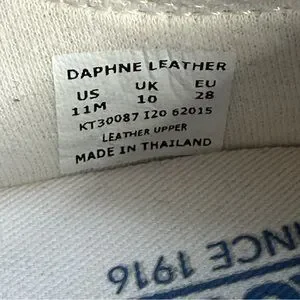 DAPHNE LEATHER
US UK EU
11M 10 28
KT30087 I20 62015
LEATHER UPPER
MADE IN THAILAND
INCE 1916